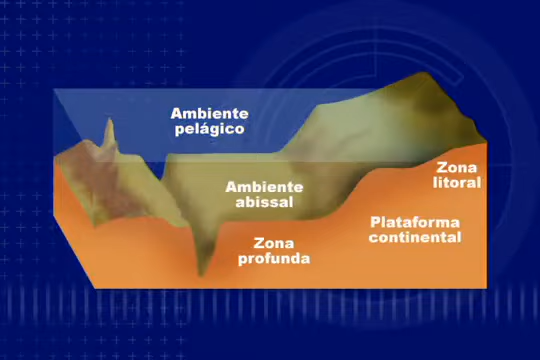 Ambiente
pelágico
Zona
litoral
Ambiente
abissal
Plataforma
continental
Zona
profunda